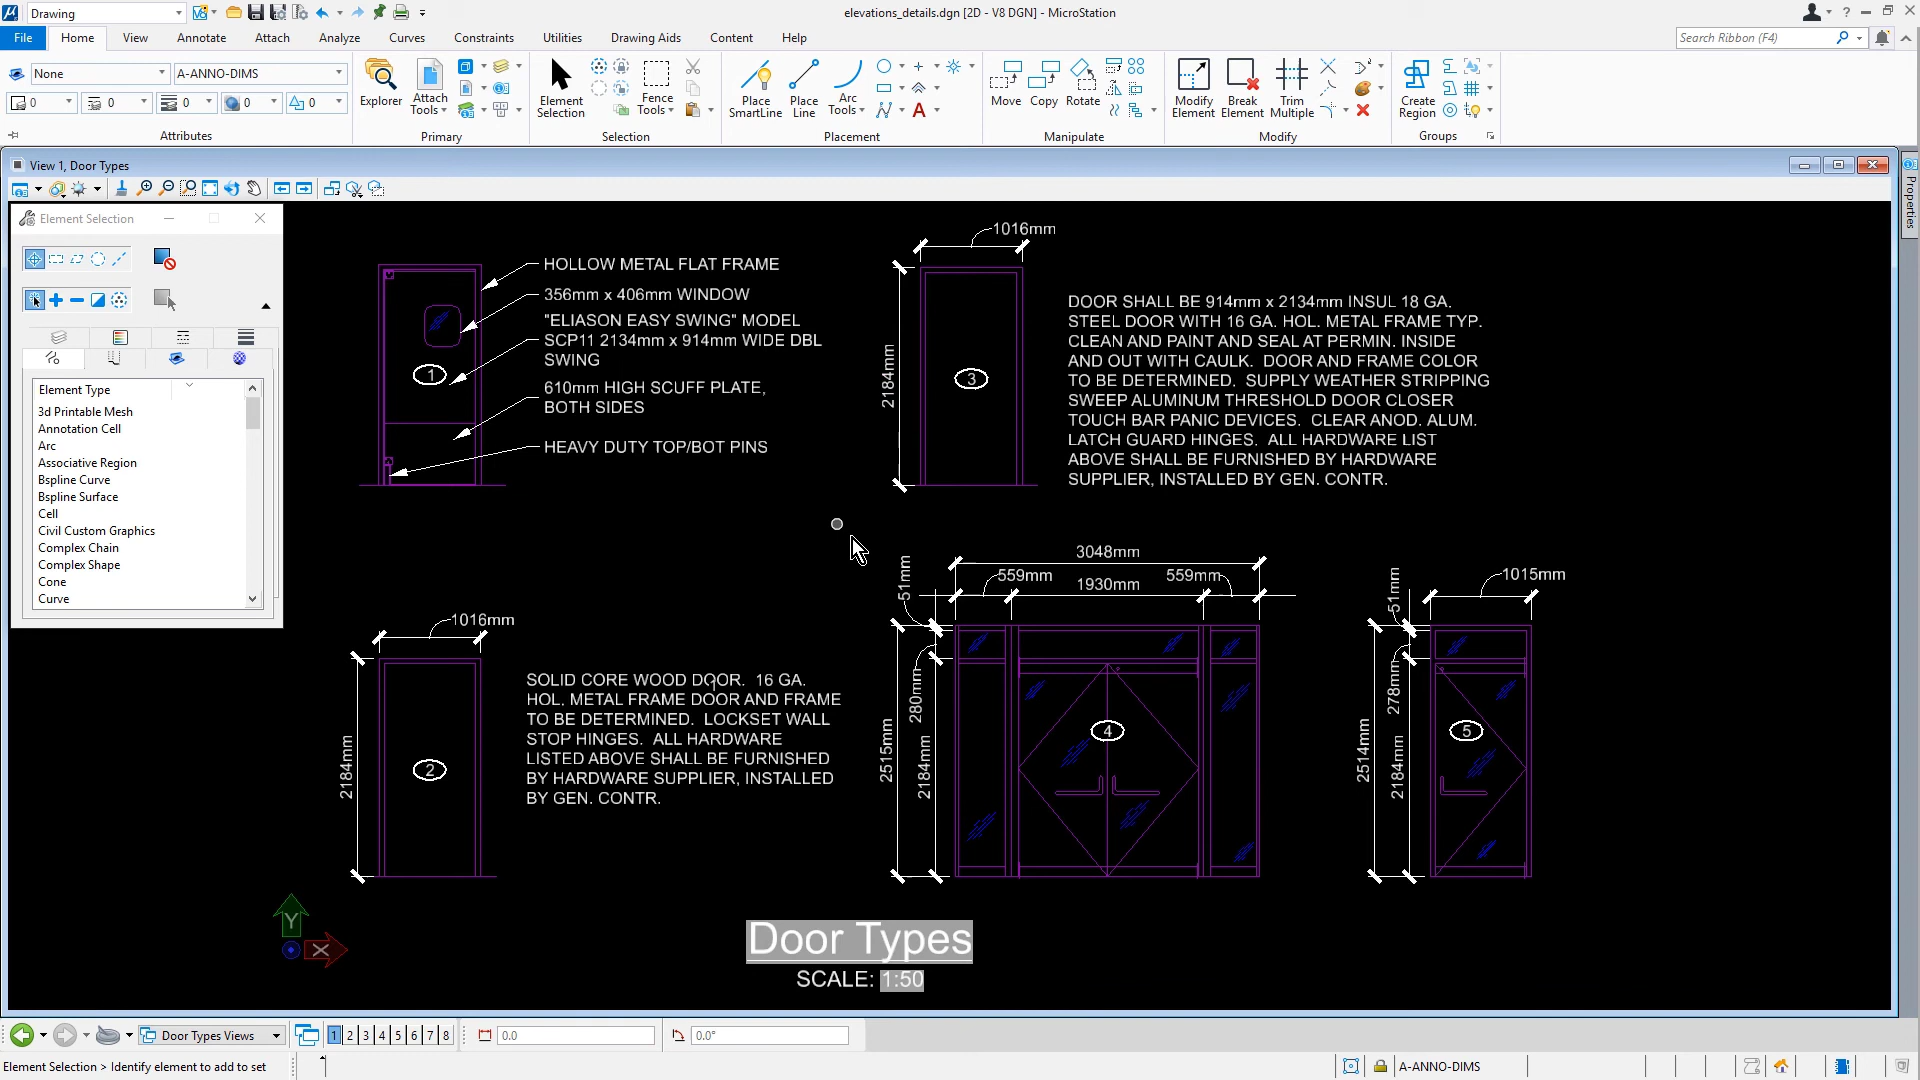 Drawing
elevations_details.dgn [2D - V8 DGN] - MicroStation
File
Home
View
Annotate
Attach
Analyze
Curves
Constraints
Utilities
Drawing Aids
Content
Help
Search Ribbon (F4)
None
A-ANNO-DIMS
0
0
0
0
0
Attributes
Explorer
Attach
Tools
Primary
Element
Selection
Fence
Tools
Selection
Place
SmartLine
Place
Line
Arc
Tools
Placement
Move
Copy
Rotate
Manipulate
Modify
Element
Break
Element
Trim
Multiple
Modify
Create
Region
Groups
View 1, Door Types
Properties
Element Selection
Element Type
3d Printable Mesh
Annotation Cell
Arc
Associative Region
Bspline Curve
Bspline Surface
Cell
Civil Custom Graphics
Complex Chain
Complex Shape
Cone
Curve
HOLLOW METAL FLAT FRAME
356mm x 406mm WINDOW
"ELIASON EASY SWING" MODEL
SCP11 2134mm x 914mm WIDE DBL
SWING
610mm HIGH SCUFF PLATE,
BOTH SIDES
HEAVY DUTY TOP/BOT PINS
1
1016mm
2184mm
3
DOOR SHALL BE 914mm x 2134mm INSUL 18 GA.
STEEL DOOR WITH 16 GA. HOL. METAL FRAME TYP.
CLEAN AND PAINT AND SEAL AT PERMIN. INSIDE
AND OUT WITH CAULK.  DOOR AND FRAME COLOR
TO BE DETERMINED.  SUPPLY WEATHER STRIPPING
SWEEP ALUMINUM THRESHOLD DOOR CLOSER
TOUCH BAR PANIC DEVICES.  CLEAR ANOD. ALUM.
LATCH GUARD HINGES.  ALL HARDWARE LIST
ABOVE SHALL BE FURNISHED BY HARDWARE
SUPPLIER, INSTALLED BY GEN. CONTR.
1016mm
2184mm
2
SOLID CORE WOOD DOOR.  16 GA.
HOL. METAL FRAME DOOR AND FRAME
TO BE DETERMINED.  LOCKSET WALL
STOP HINGES.  ALL HARDWARE
LISTED ABOVE SHALL BE FURNISHED
BY HARDWARE SUPPLIER, INSTALLED
BY GEN. CONTR.
3048mm
559mm
1930mm
559mm
51mm
280mm
2515mm
2184mm
4
1015mm
51mm
278mm
2514mm
2184mm
5
Y
X
Door Types
SCALE: 1:50
Door Types Views
1 2 3 4 5 6 7 8
0.0
0.0°
Element Selection > Identify element to add to set
A-ANNO-DIMS